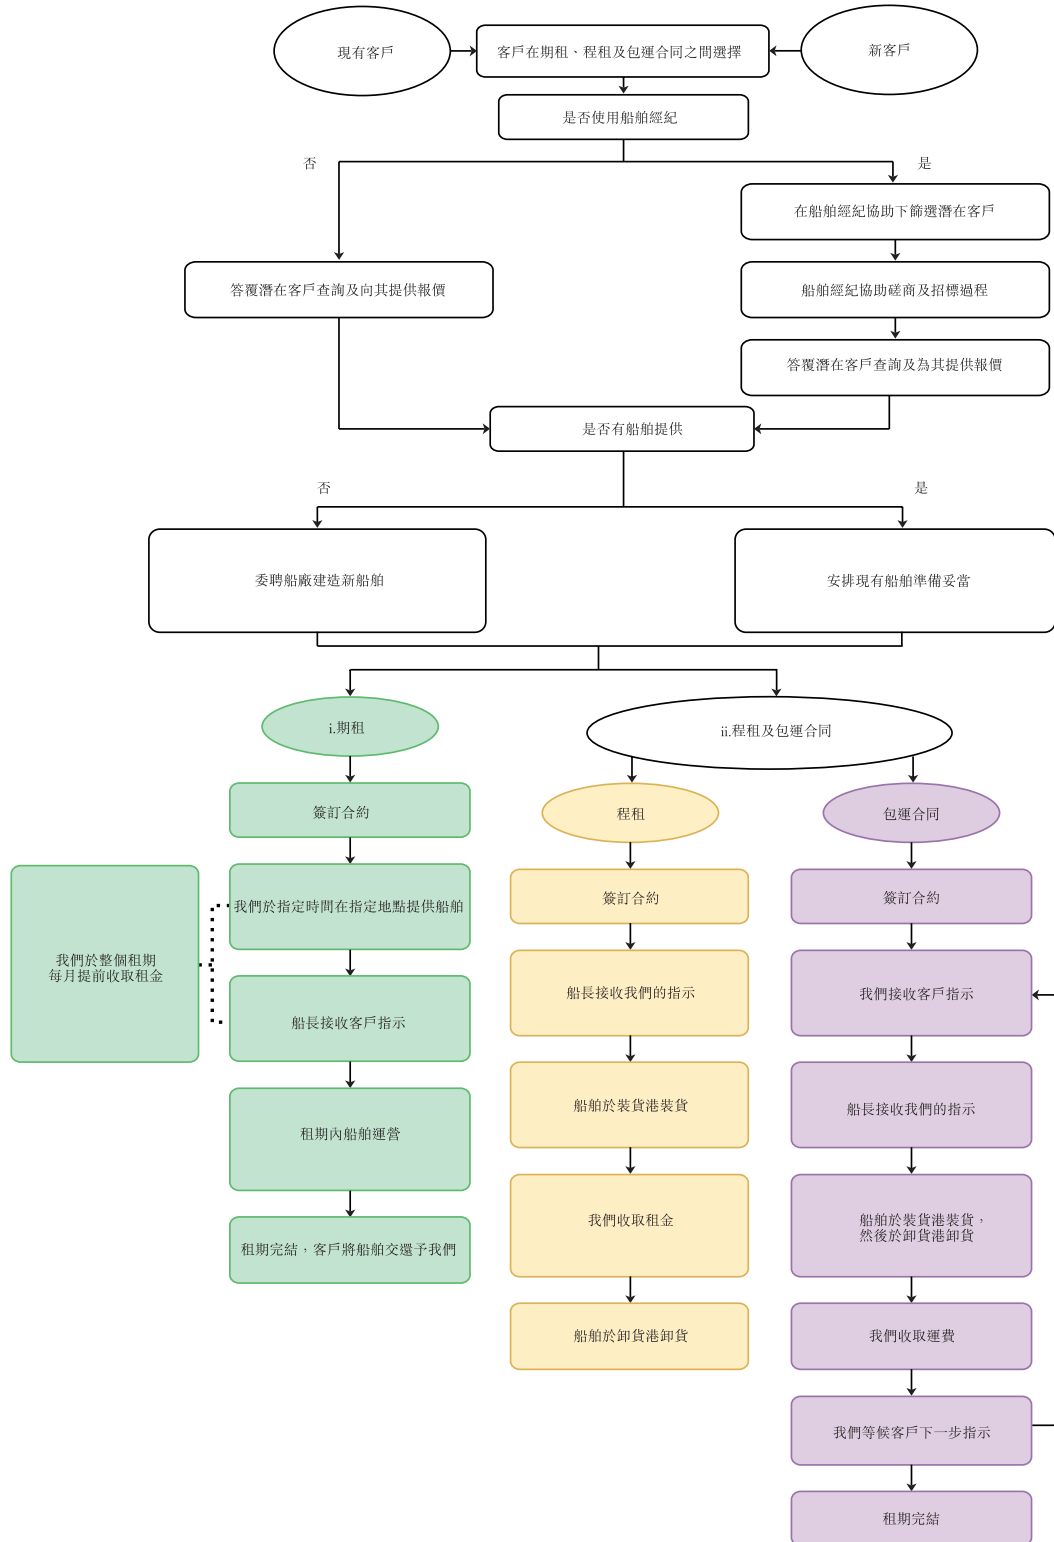 現有客戶
客戶在期租、程租及包運合同之間選擇
新客戶
是否使用船舶經紀
否
是
在船舶經紀協助下篩選潛在客戶
答覆潛在客戶查詢及向其提供報價
船舶經紀協助磋商及招標過程
答覆潛在客戶查詢及為其提供報價
是否有船舶提供
否
是
委聘船廠建造新船舶
安排現有船舶準備妥當
i.期租
ii.程租及包運合同
簽訂合約
我們於指定時間在指定地點提供船舶
我們於整個租期
每月提前收取租金
船長接收客戶指示
租期內船舶運營
租期完結，客戶將船舶交還予我們
程租
簽訂合約
船長接收我們的指示
船舶於裝貨港裝貨
我們收取租金
船舶於卸貨港卸貨
包運合同
簽訂合約
我們接收客戶指示
船長接收我們的指示
船舶於裝貨港裝貨，
然後於卸貨港卸貨
我們收取運費
我們等候客戶下一步指示
租期完結